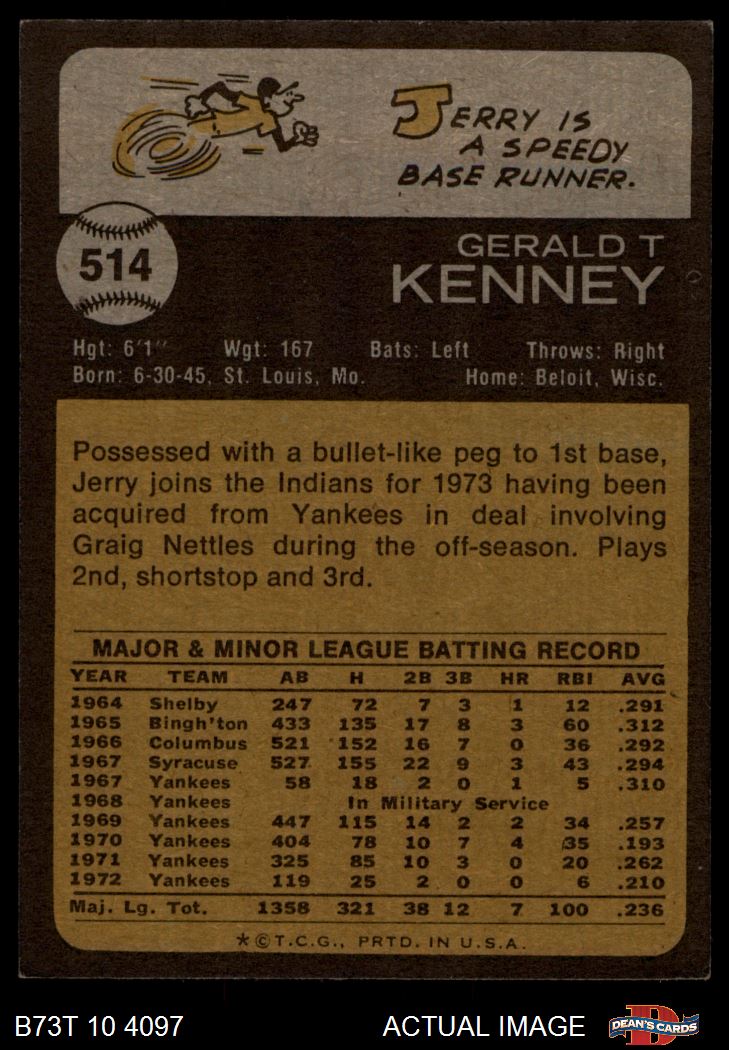 JERRY IS
A SPEEDY
BASE RUNNER.
514
GERALD T
KENNEY
Hgt: 6'1" Wgt: 167 Bats: Left Throws: Right
Born: 6-30-45, St. Louis, Mo. Home: Beloit, Wisc.
Possessed with a bullet-like peg to 1st base,
Jerry joins the Indians for 1973 having been
acquired from Yankees in deal involving
Graig Nettles during the off-season. Plays
2nd, shortstop and 3rd.
MAJOR & MINOR LEAGUE BATTING RECORD
YEAR TEAM AB H 2B 3B HR RBI AVG
1964 Shelby 247 72 7 3 1 12 .291
1965 Bingh'ton 433 135 17 8 3 60 .312
1966 Columbus 521 152 16 7 0 36 .292
1967 Syracuse 527 155 22 9 3 43 .294
1967 Yankees 58 18 2 0 1 5 .310
1968 Yankees In Military Service
1969 Yankees 447 115 14 2 2 34 .257
1970 Yankees 404 78 10 7 4 35 .193
1971 Yankees 325 85 10 3 0 20 .262
1972 Yankees 119 25 2 0 0 6 .210
Maj. Lg. Tot. 1358 321 38 12 7 100 .236
*©T.C.G., PRTD. IN U.S.A.
B73T 10 4097 ACTUAL IMAGE D DEAN'S CARDS